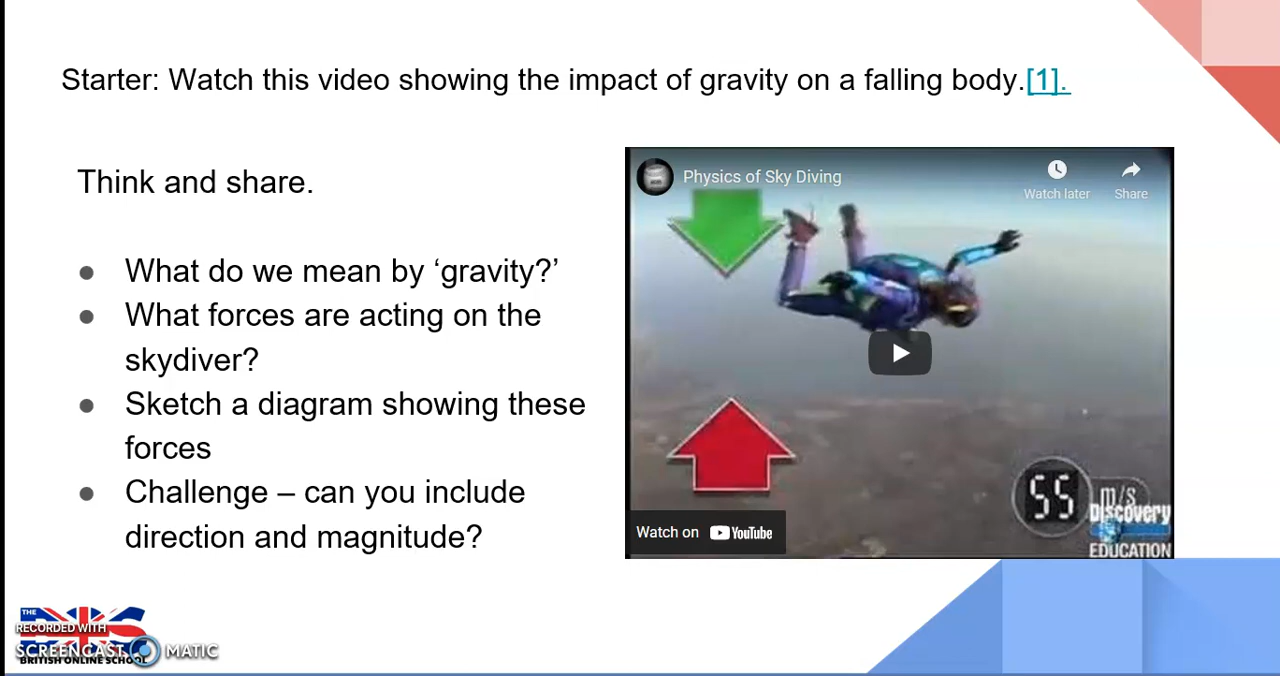 Starter: Watch this video showing the impact of gravity on a falling body.[1].
Think and share.
● What do we mean by ‘gravity?’
● What forces are acting on the
skydiver?
● Sketch a diagram showing these
forces
● Challenge – can you include
direction and magnitude?
Physics of Sky Diving
Watch later
Share
55 m/s
Discovery
EDUCATION
Watch on YouTube
THE
RECORDED WITH
SCREENCAST MATIC
BRITISH ONLINE SCHOOL